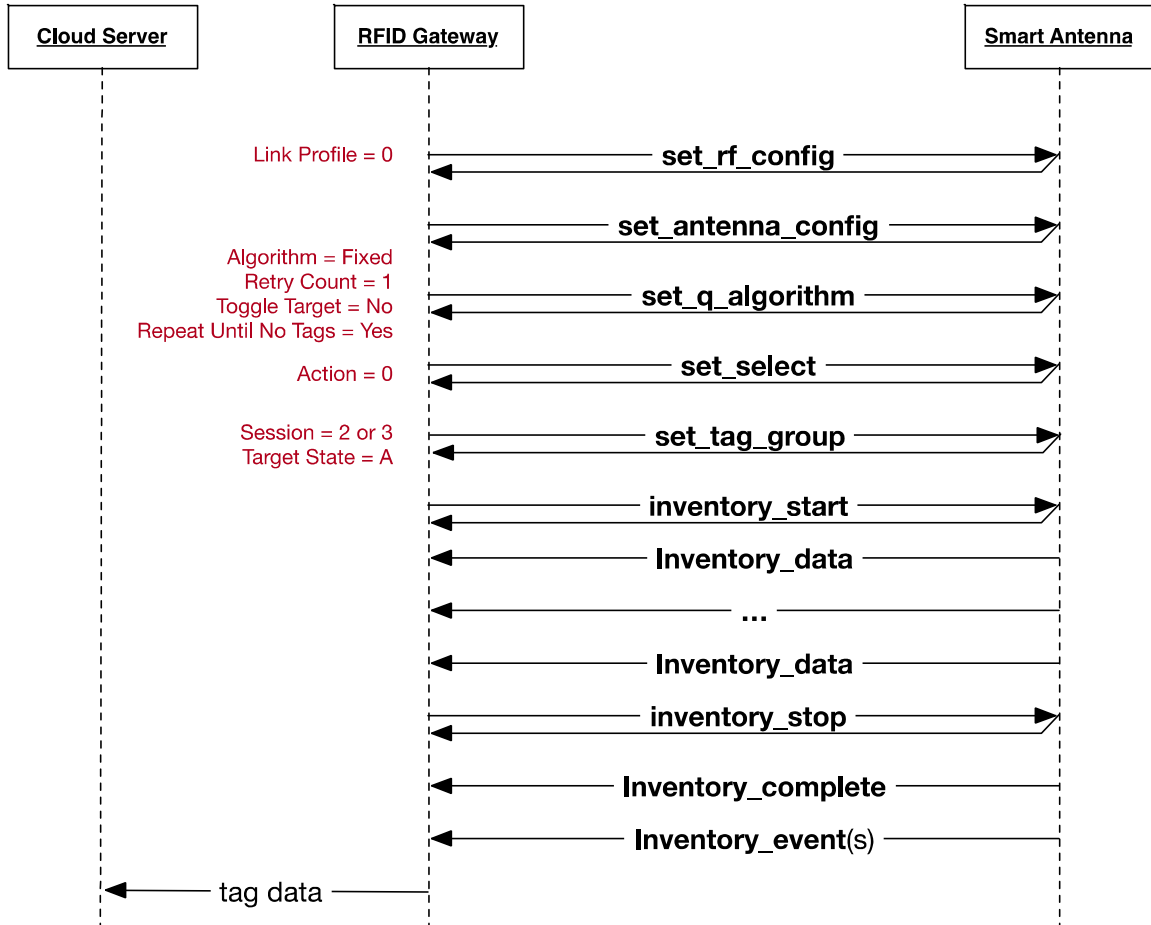 Cloud Server
RFID Gateway
Smart Antenna
Link Profile = 0
set_rf_config
set_antenna_config
Algorithm = Fixed
Retry Count = 1
Toggle Target = No
Repeat Until No Tags = Yes
set_q_algorithm
Action = 0
set_select
Session = 2 or 3
Target State = A
set_tag_group
inventory_start
Inventory_data
...
Inventory_data
inventory_stop
Inventory_complete
Inventory_event(s)
tag data